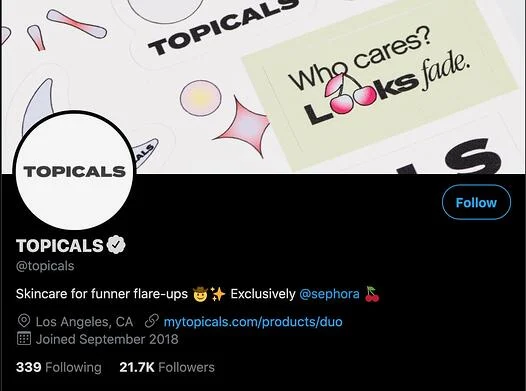 TOPICALS
Who cares?
Looks fade.
ALS
LS
TOPICALS
Follow
TOPICALS
@topicals
Skincare for funner flare-ups 🤠✨ Exclusively @sephora 🍒
Los Angeles, CA mytopicals.com/products/duo
Joined September 2018
339 Following 21.7K Followers